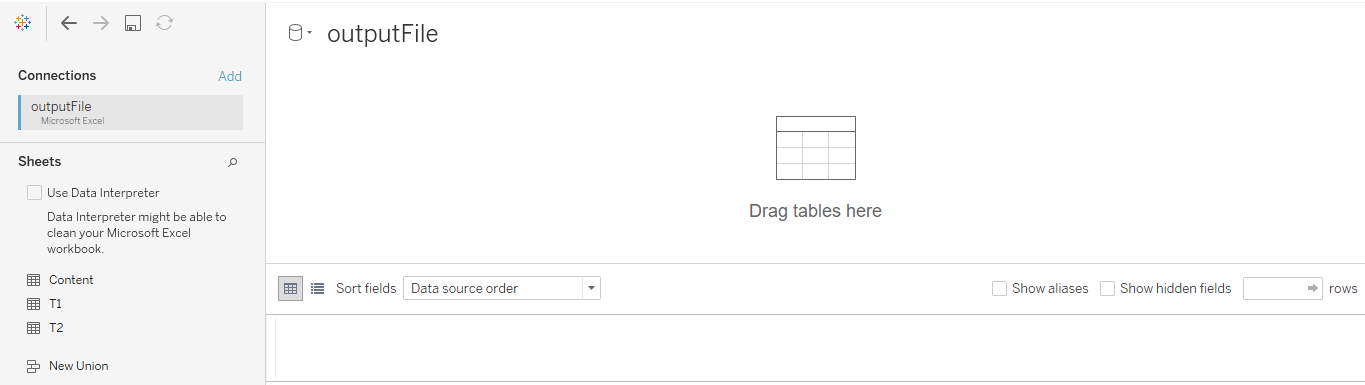 outputFile
Connections
Add
outputFile
Microsoft Excel
Sheets
Use Data Interpreter
Data Interpreter might be able to
clean your Microsoft Excel
workbook.
Content
T1
T2
New Union
Drag tables here
Sort fields
Data source order
Show aliases
Show hidden fields
rows